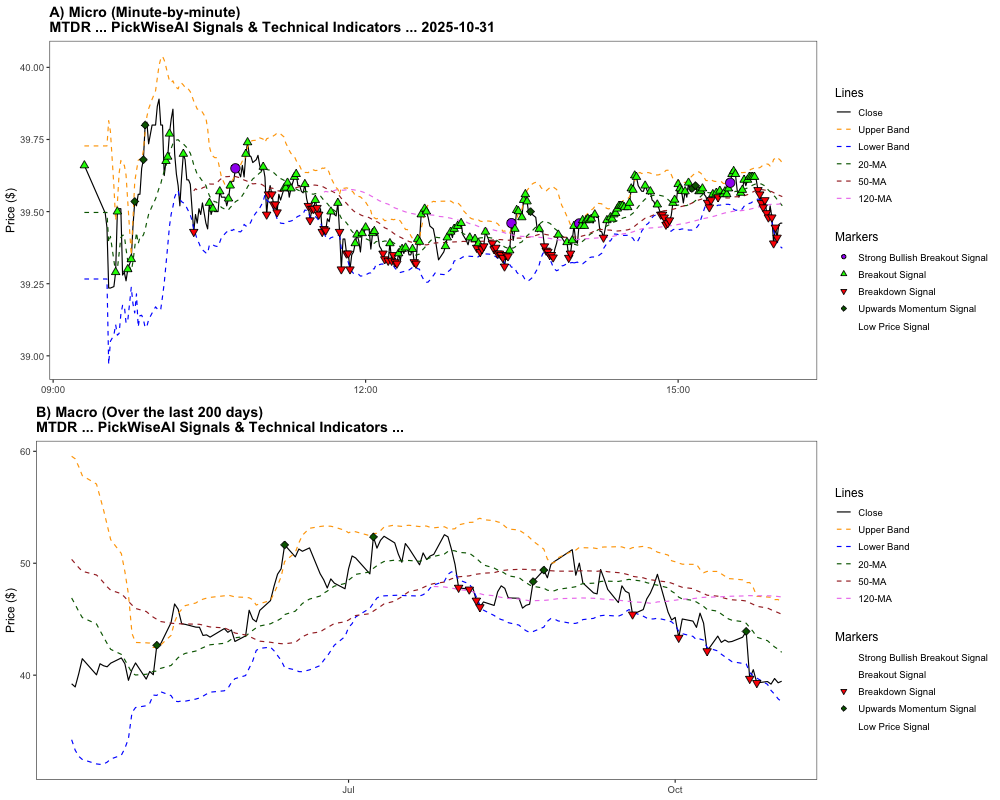 A) Micro (Minute-by-minute)
MTDR ... PickWiseAI Signals & Technical Indicators ... 2025-10-31
Price ($)
40.00
39.75
39.50
39.25
39.00
09:00
12:00
15:00
Lines
Close
Upper Band
Lower Band
20-MA
50-MA
120-MA
Markers
Strong Bullish Breakout Signal
Breakout Signal
Breakdown Signal
Upwards Momentum Signal
Low Price Signal
B) Macro (Over the last 200 days)
MTDR ... PickWiseAI Signals & Technical Indicators ...
Price ($)
60
50
40
Jul
Oct
Lines
Close
Upper Band
Lower Band
20-MA
50-MA
120-MA
Markers
Strong Bullish Breakout Signal
Breakout Signal
Breakdown Signal
Upwards Momentum Signal
Low Price Signal